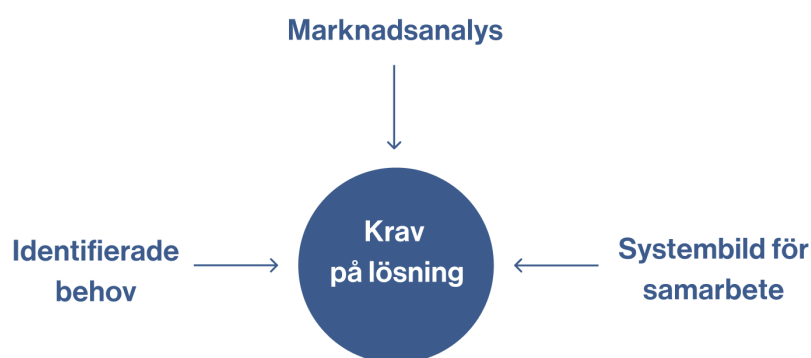 Marknadsanalys
Krav
på lösning
Identifierade
behov
Systembild för
samarbete